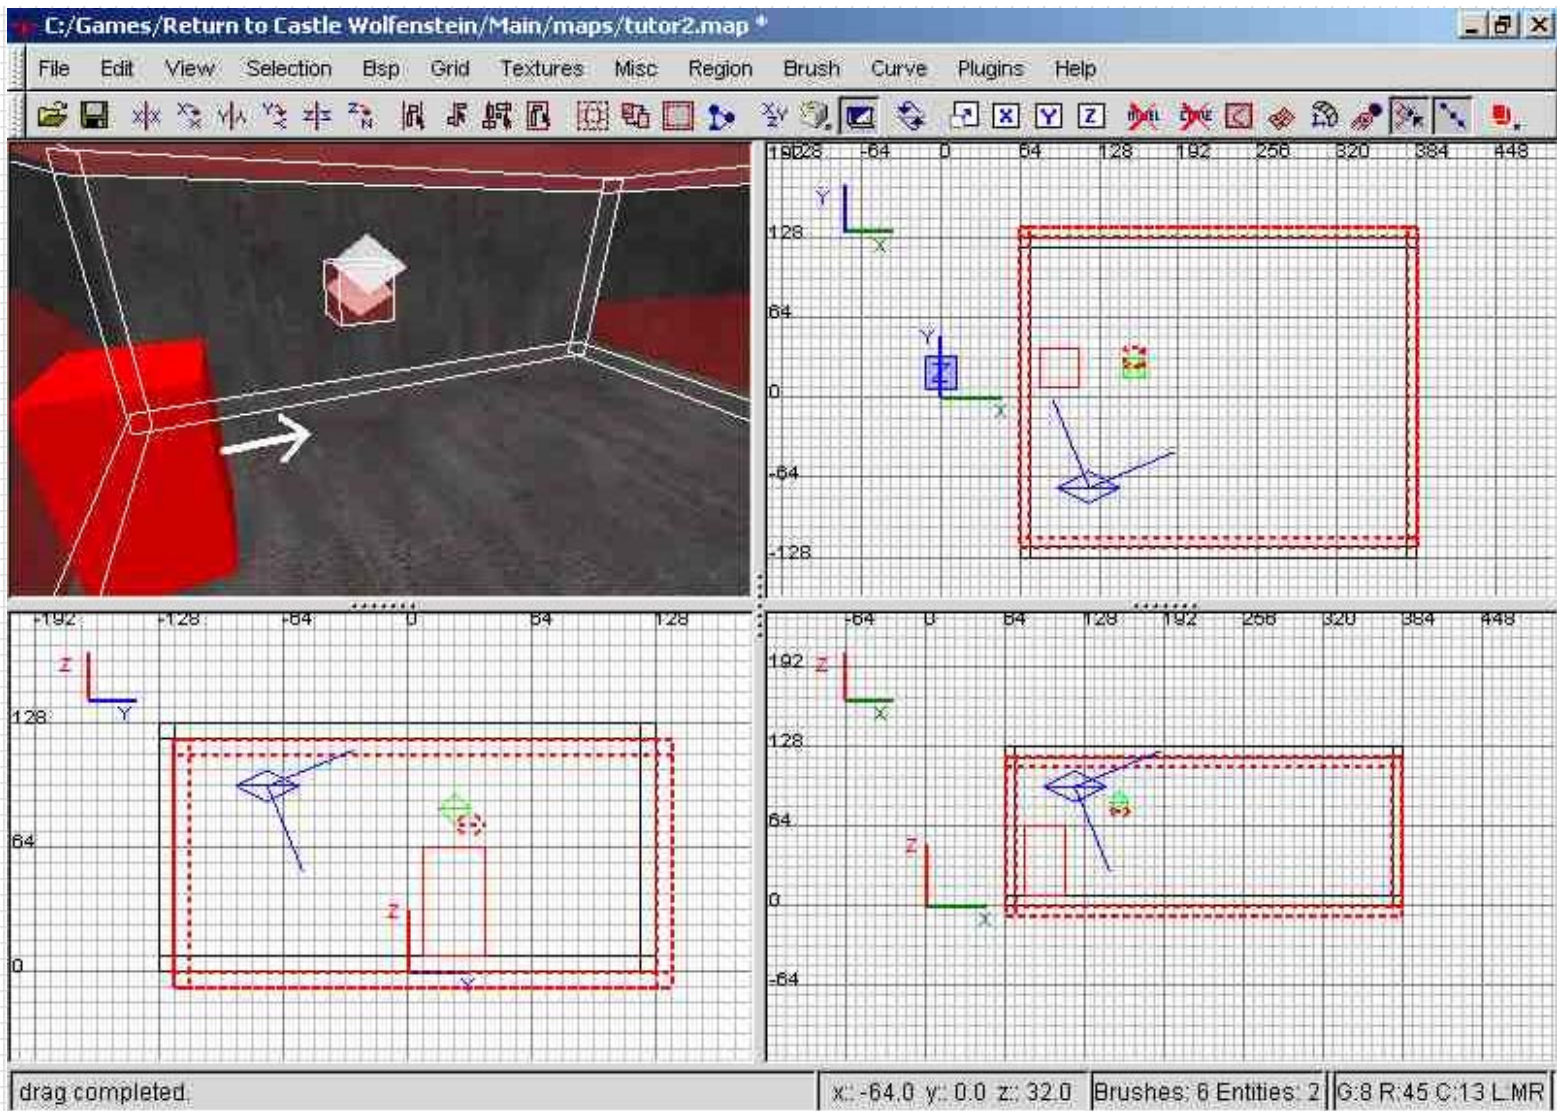 C:/Games/Return to Castle Wolfenstein/Main/maps/tutor2.map *
File Edit View Selection Bsp Grid Textures Misc Region Brush Curve Plugins Help
X Y Z
-64 0 64 128 192 256 320 384 448
Y
X
128
64
Y
Z
0
X
-64
-128
-192 -128 -64 0 64 128
Z
Y
128
64
Z
0
Y
-64 0 64 128 192 256 320 384 448
192
Z
X
128
64
Z
0
X
-64
drag completed.
x:: -64.0 y:: 0.0 z:: 32.0
Brushes: 6 Entities: 2
G:8 R:45 C:13 L:MR